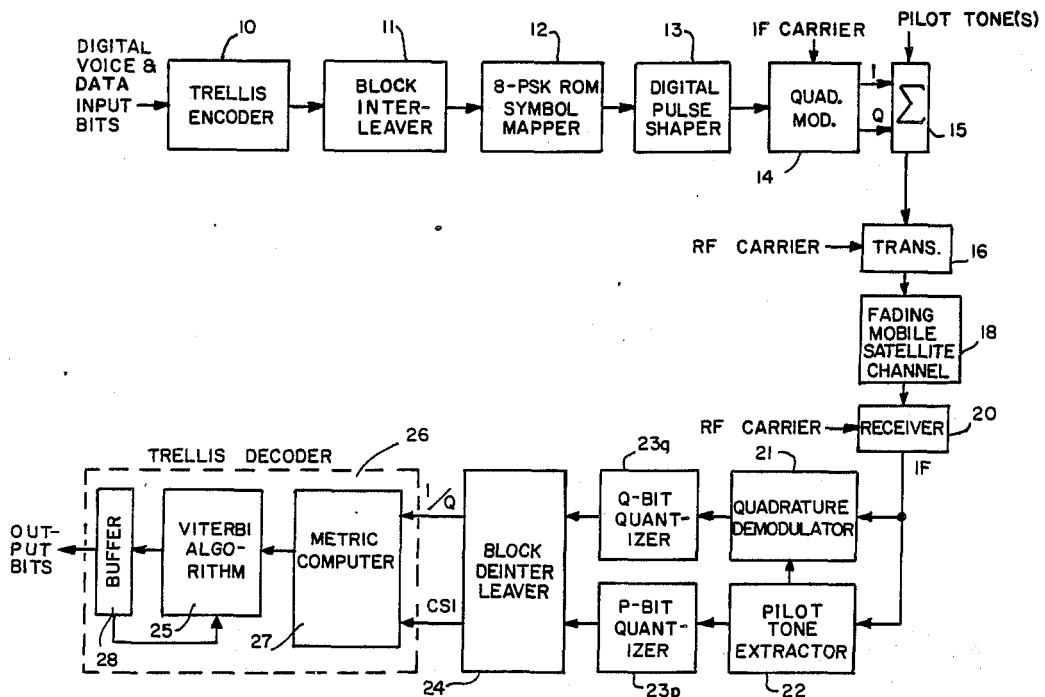 DIGITAL
VOICE &
DATA
INPUT
BITS
10
TRELLIS
ENCODER
11
BLOCK
INTER-
LEAVER
12
8-PSK ROM
SYMBOL
MAPPER
13
DIGITAL
PULSE
SHAPER
IF CARRIER
QUAD.
MOD.
14
I
Q
PILOT TONE(S)
Σ
15
RF CARRIER
TRANS.
16
FADING
MOBILE
SATELLITE
CHANNEL
18
RF CARRIER
RECEIVER
20
IF
21
QUADRATURE
DEMODULATOR
PILOT
TONE
EXTRACTOR
22
23q
Q-BIT
QUANT-
IZER
P-BIT
QUANT-
IZER
23p
BLOCK
DEINTER
LEAVER
24
I/Q
CSI
TRELLIS DECODER
26
METRIC
COMPUTER
27
VITERBI
ALGO-
RITHM
25
BUFFER
28
OUT-
PUT
BITS